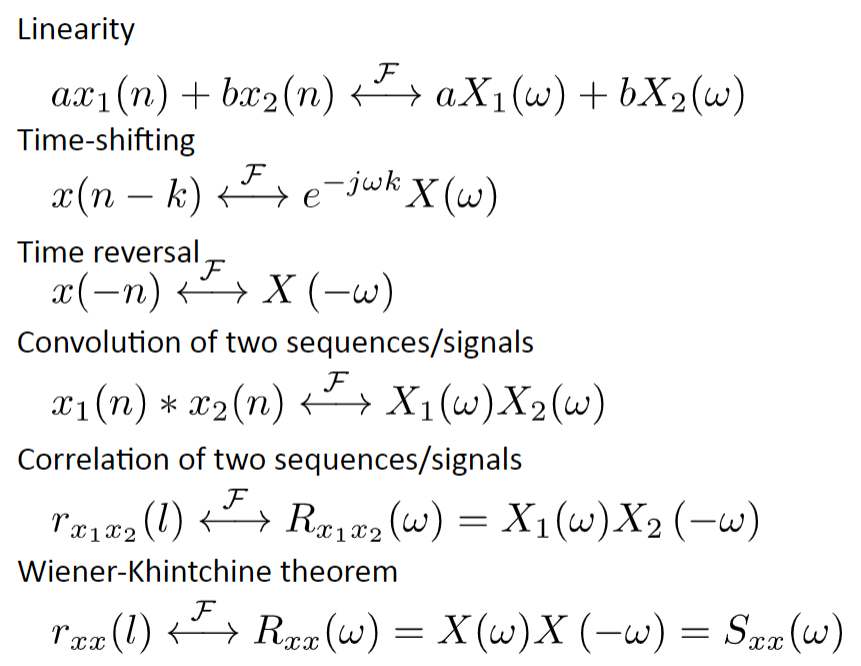 Linearity
ax₁(n) + bx₂(n) ⟷^ℱ aX₁(ω) + bX₂(ω)
Time-shifting
x(n − k) ⟷^ℱ e^{−jωk} X(ω)
Time reversal
x(−n) ⟷^ℱ X (−ω)
Convolution of two sequences/signals
x₁(n) ∗ x₂(n) ⟷^ℱ X₁(ω)X₂(ω)
Correlation of two sequences/signals
r_{x₁x₂}(l) ⟷^ℱ R_{x₁x₂}(ω) = X₁(ω)X₂ (−ω)
Wiener-Khintchine theorem
r_{xx}(l) ⟷^ℱ R_{xx}(ω) = X(ω)X (−ω) = S_{xx}(ω)